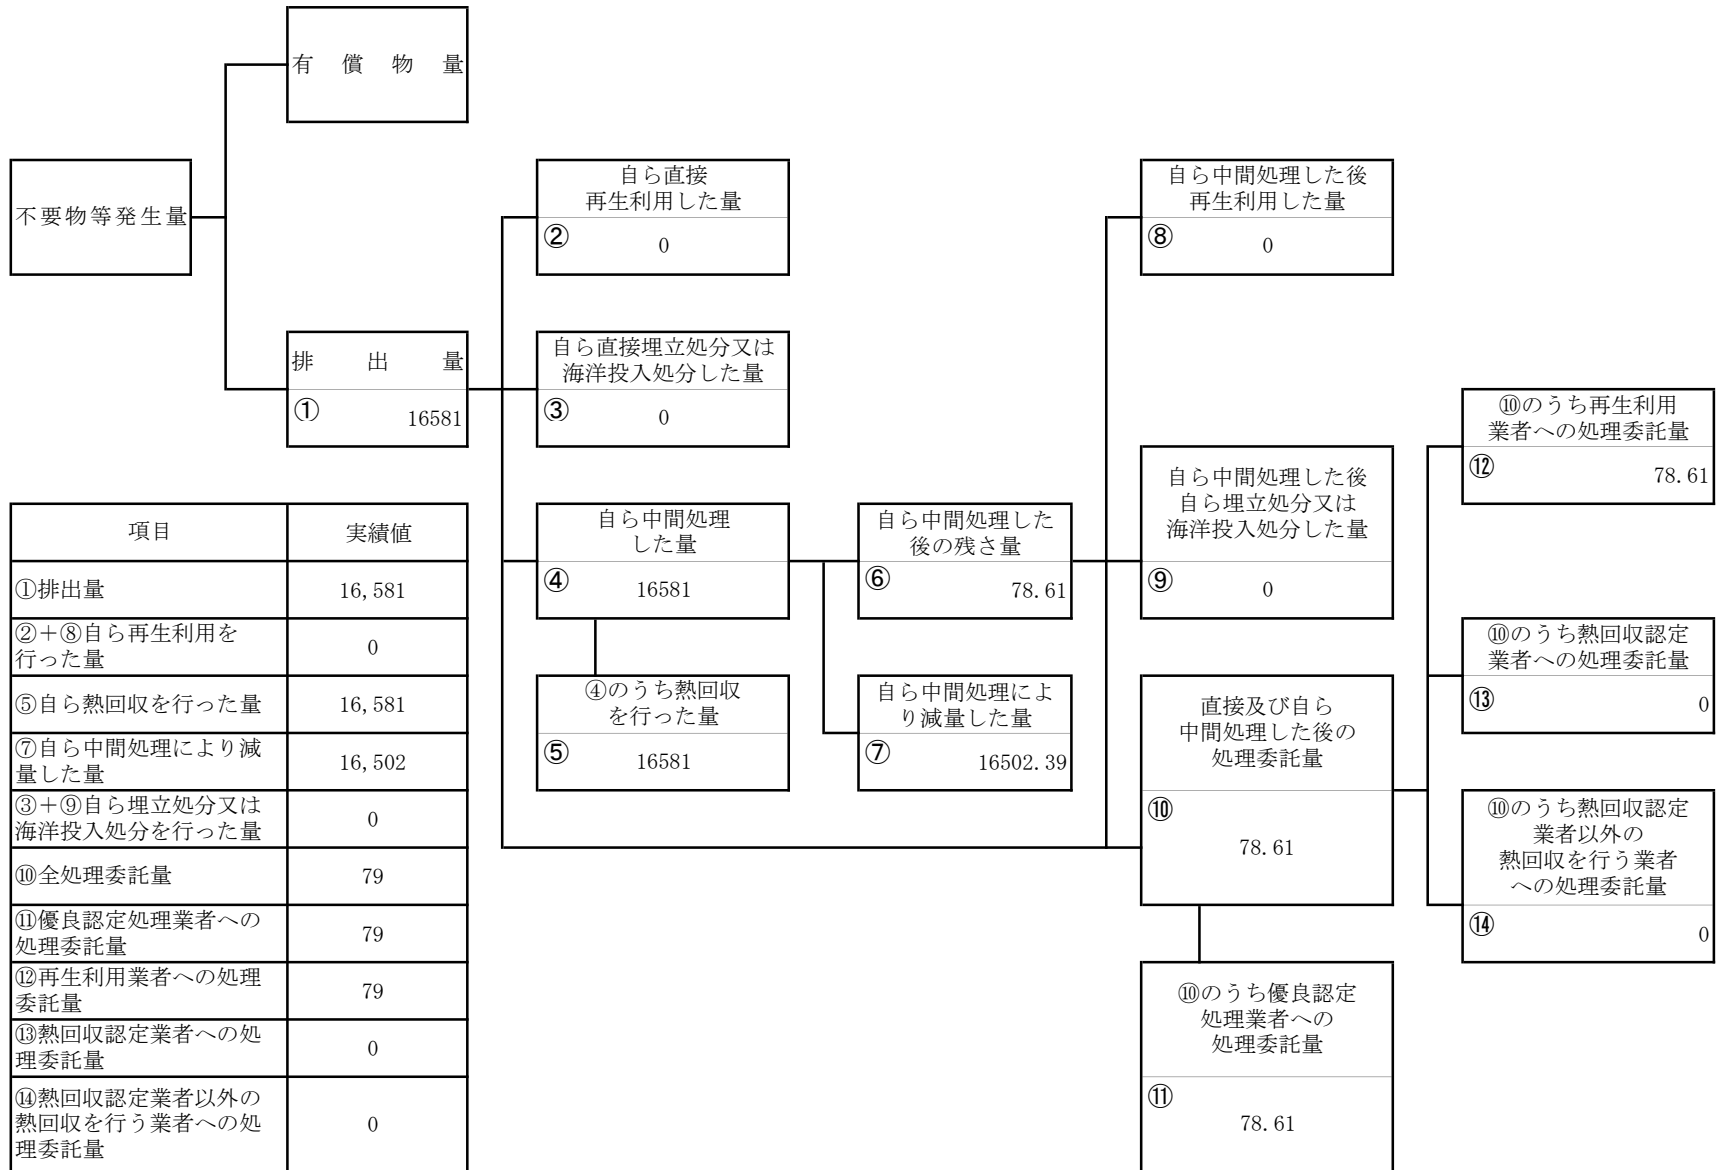 有償物量
不要物等発生量
排出量
①
16581
自ら直接
再生利用した量
②
0
自ら直接埋立処分又は
海洋投入処分した量
③
0
自ら中間処理
した量
④
16581
④のうち熱回収
を行った量
⑤
16581
自ら中間処理した
後の残さ量
⑥
78.61
自ら中間処理によ
り減量した量
⑦
16502.39
自ら中間処理した後
再生利用した量
⑧
0
自ら中間処理した後
自ら埋立処分又は
海洋投入処分した量
⑨
0
直接及び自ら
中間処理した後の
処理委託量
⑩
78.61
⑩のうち優良認定
処理業者への
処理委託量
⑪
78.61
⑩のうち再生利用
業者への処理委託量
⑫
78.61
⑩のうち熱回収認定
業者への処理委託量
⑬
0
⑩のうち熱回収認定
業者以外の
熱回収を行う業者
への処理委託量
⑭
0
項目 実績値
①排出量 16,581
②+⑧自ら再生利用を
行った量 0
⑤自ら熱回収を行った量 16,581
⑦自ら中間処理により減
量した量 16,502
③+⑨自ら埋立処分又は
海洋投入処分を行った量 0
⑩全処理委託量 79
⑪優良認定処理業者への
処理委託量 79
⑫再生利用業者への処理
委託量 79
⑬熱回収認定業者への処
理委託量 0
⑭熱回収認定業者以外の
熱回収を行う業者への処
理委託量 0